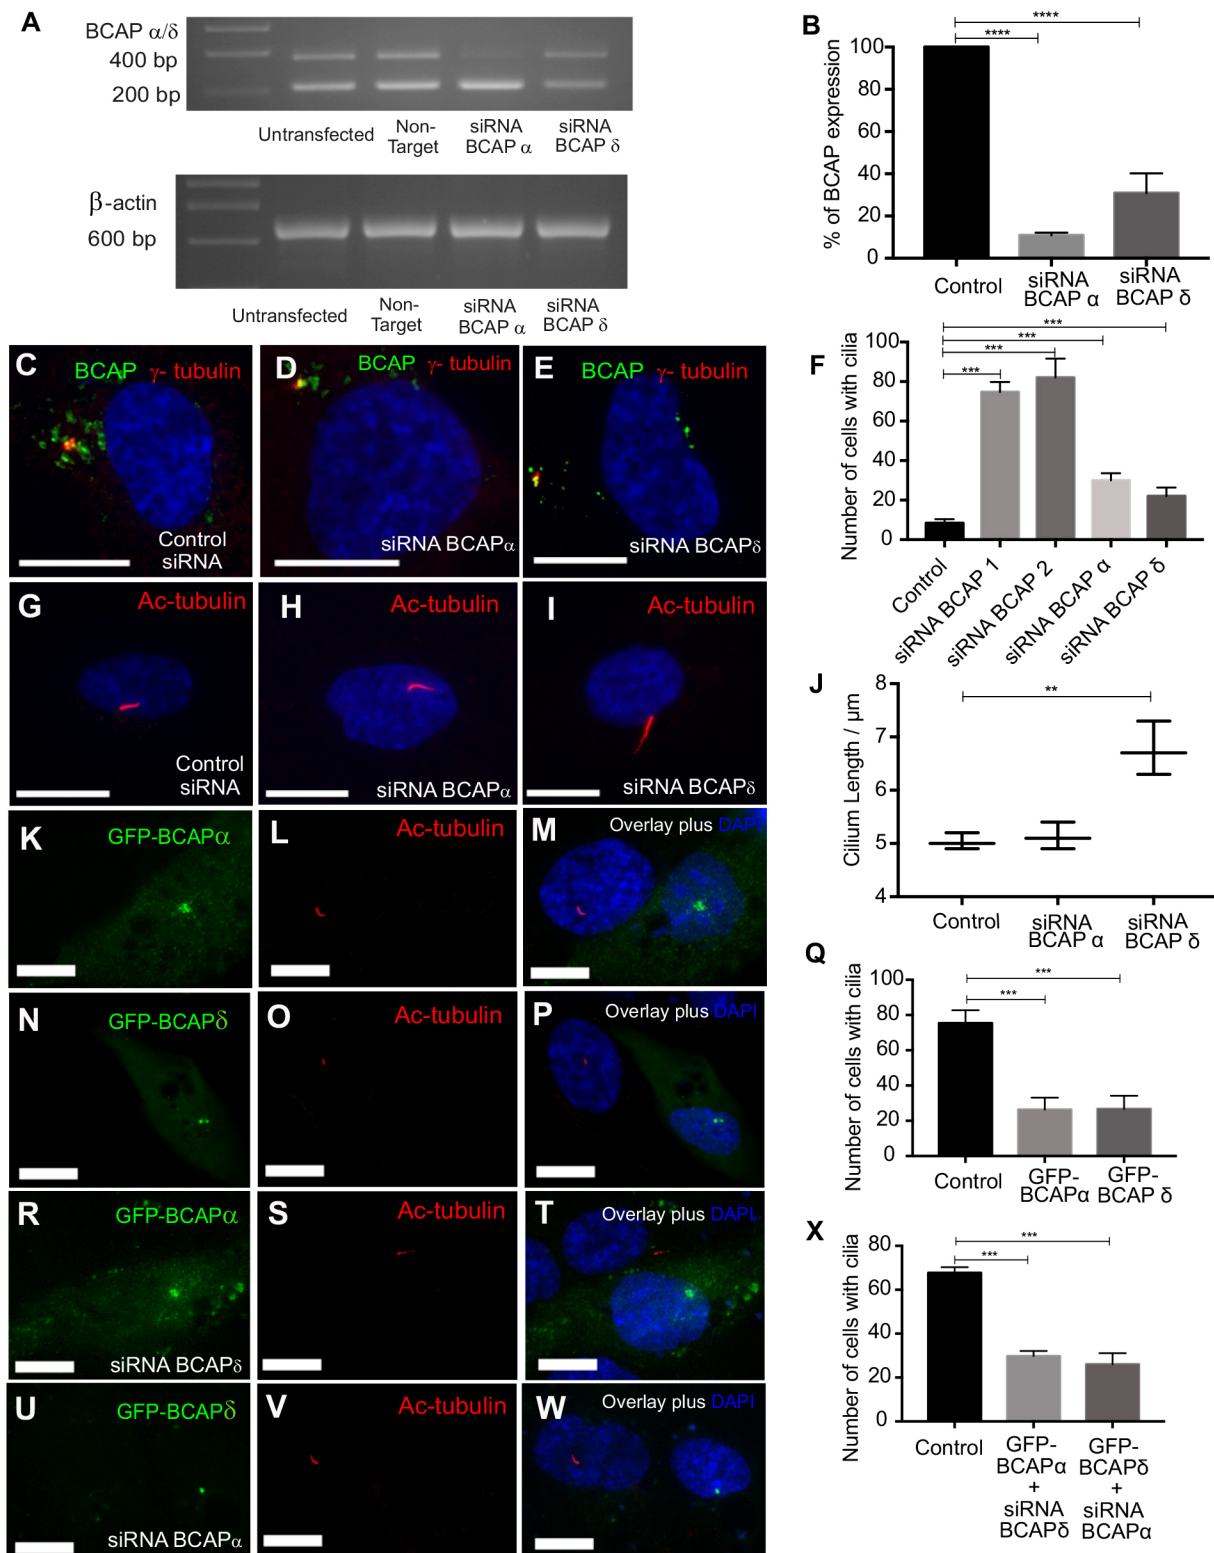 A
BCAP α/δ
400 bp
200 bp
Untransfected
Non-
Target
siRNA
BCAP α
siRNA
BCAP δ
β-actin
600 bp
Untransfected
Non-
Target
siRNA
BCAP α
siRNA
BCAP δ
B
% of BCAP expression
100
80
60
40
20
0
****
****
Control
siRNA
BCAP α
siRNA
BCAP δ
C
BCAP γ- tubulin
Control
siRNA
D
BCAP γ- tubulin
siRNA BCAPα
E
BCAP γ- tubulin
siRNA BCAPδ
F
Number of cells with cilia
100
80
60
40
20
0
***
***
***
***
Control
siRNA BCAP 1
siRNA BCAP 2
siRNA BCAP α
siRNA BCAP δ
G
Ac-tubulin
Control
siRNA
H
Ac-tubulin
siRNA BCAPα
I
Ac-tubulin
siRNA BCAPδ
J
Cilium Length / µm
8
7
6
5
4
**
Control
siRNA
BCAP α
siRNA
BCAP δ
K
GFP-BCAPα
L
Ac-tubulin
M
Overlay plus DAPI
N
GFP-BCAPδ
O
Ac-tubulin
P
Overlay plus DAPI
Q
Number of cells with cilia
100
80
60
40
20
0
***
***
Control
GFP-
BCAPα
GFP-
BCAP δ
R
GFP-BCAPα
siRNA BCAPδ
S
Ac-tubulin
T
Overlay plus DAPI
U
GFP-BCAPδ
siRNA BCAPα
V
Ac-tubulin
W
Overlay plus DAPI
X
Number of cells with cilia
80
60
40
20
0
***
***
Control
GFP-
BCAPα
+
siRNA
BCAPδ
GFP-
BCAPδ
+
siRNA
BCAPα